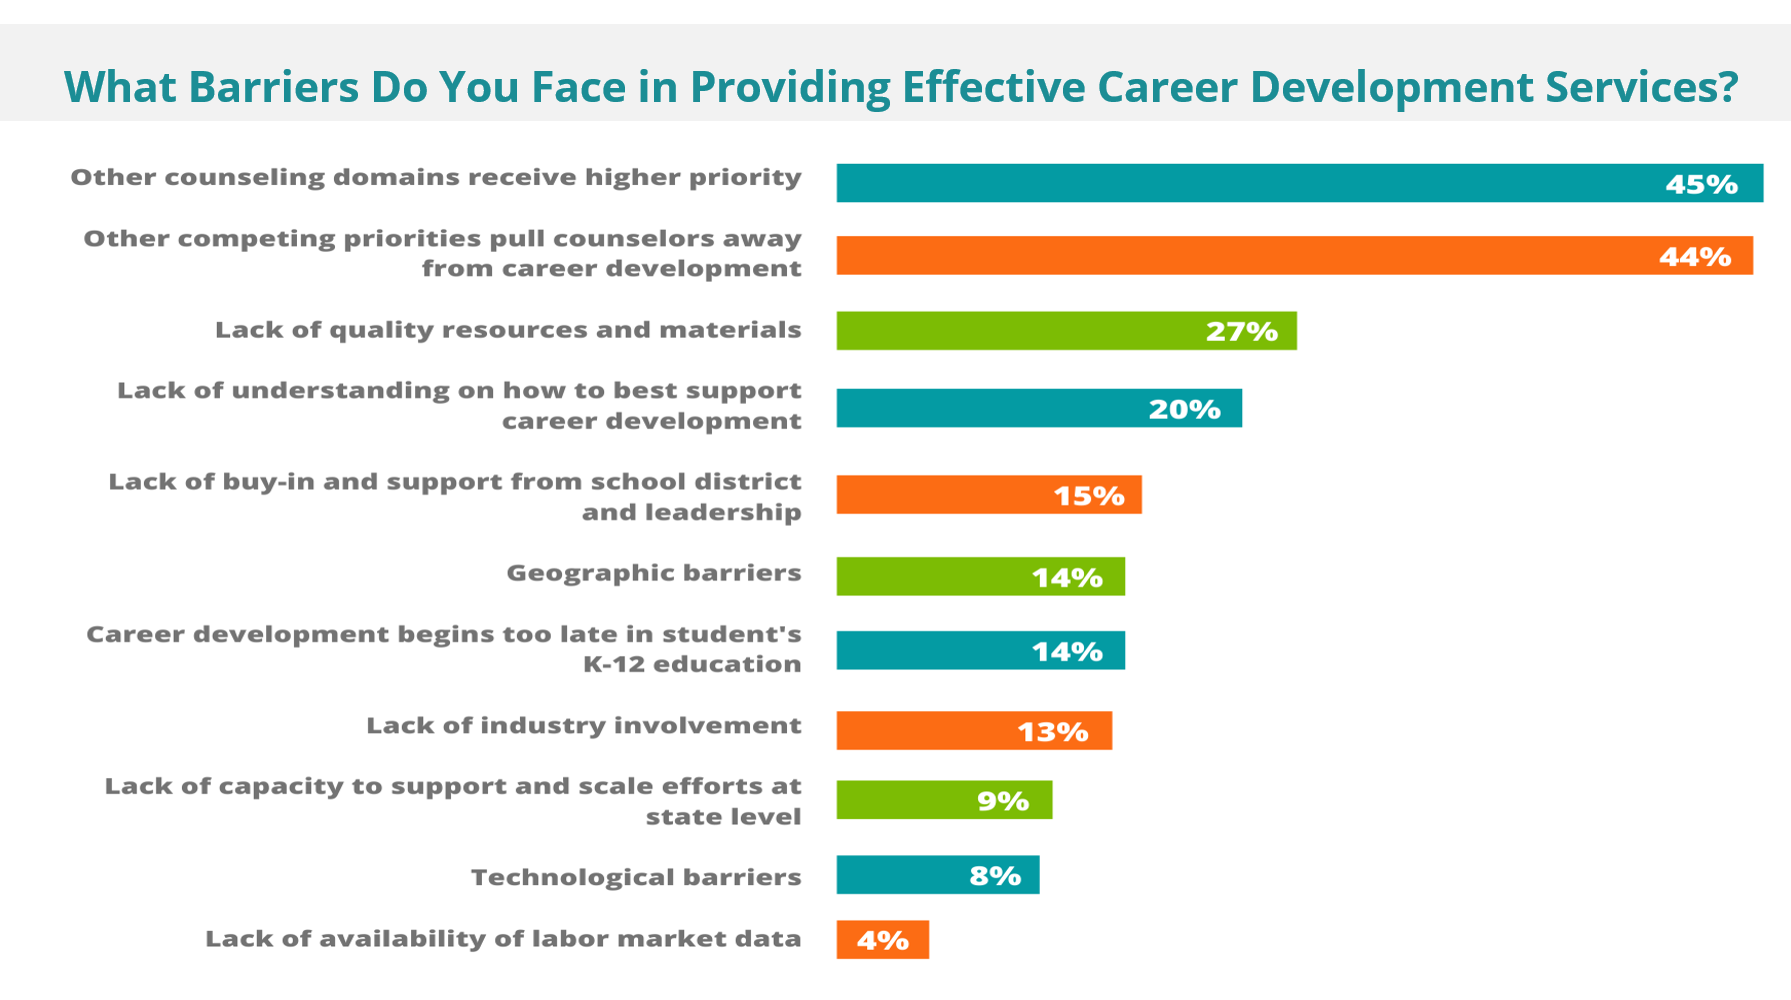 What Barriers Do You Face in Providing Effective Career Development Services?
Other counseling domains receive higher priority
45%
Other competing priorities pull counselors away
from career development
44%
Lack of quality resources and materials
27%
Lack of understanding on how to best support
career development
20%
Lack of buy-in and support from school district
and leadership
15%
Geographic barriers
14%
Career development begins too late in student's
K-12 education
14%
Lack of industry involvement
13%
Lack of capacity to support and scale efforts at
state level
9%
Technological barriers
8%
Lack of availability of labor market data
4%